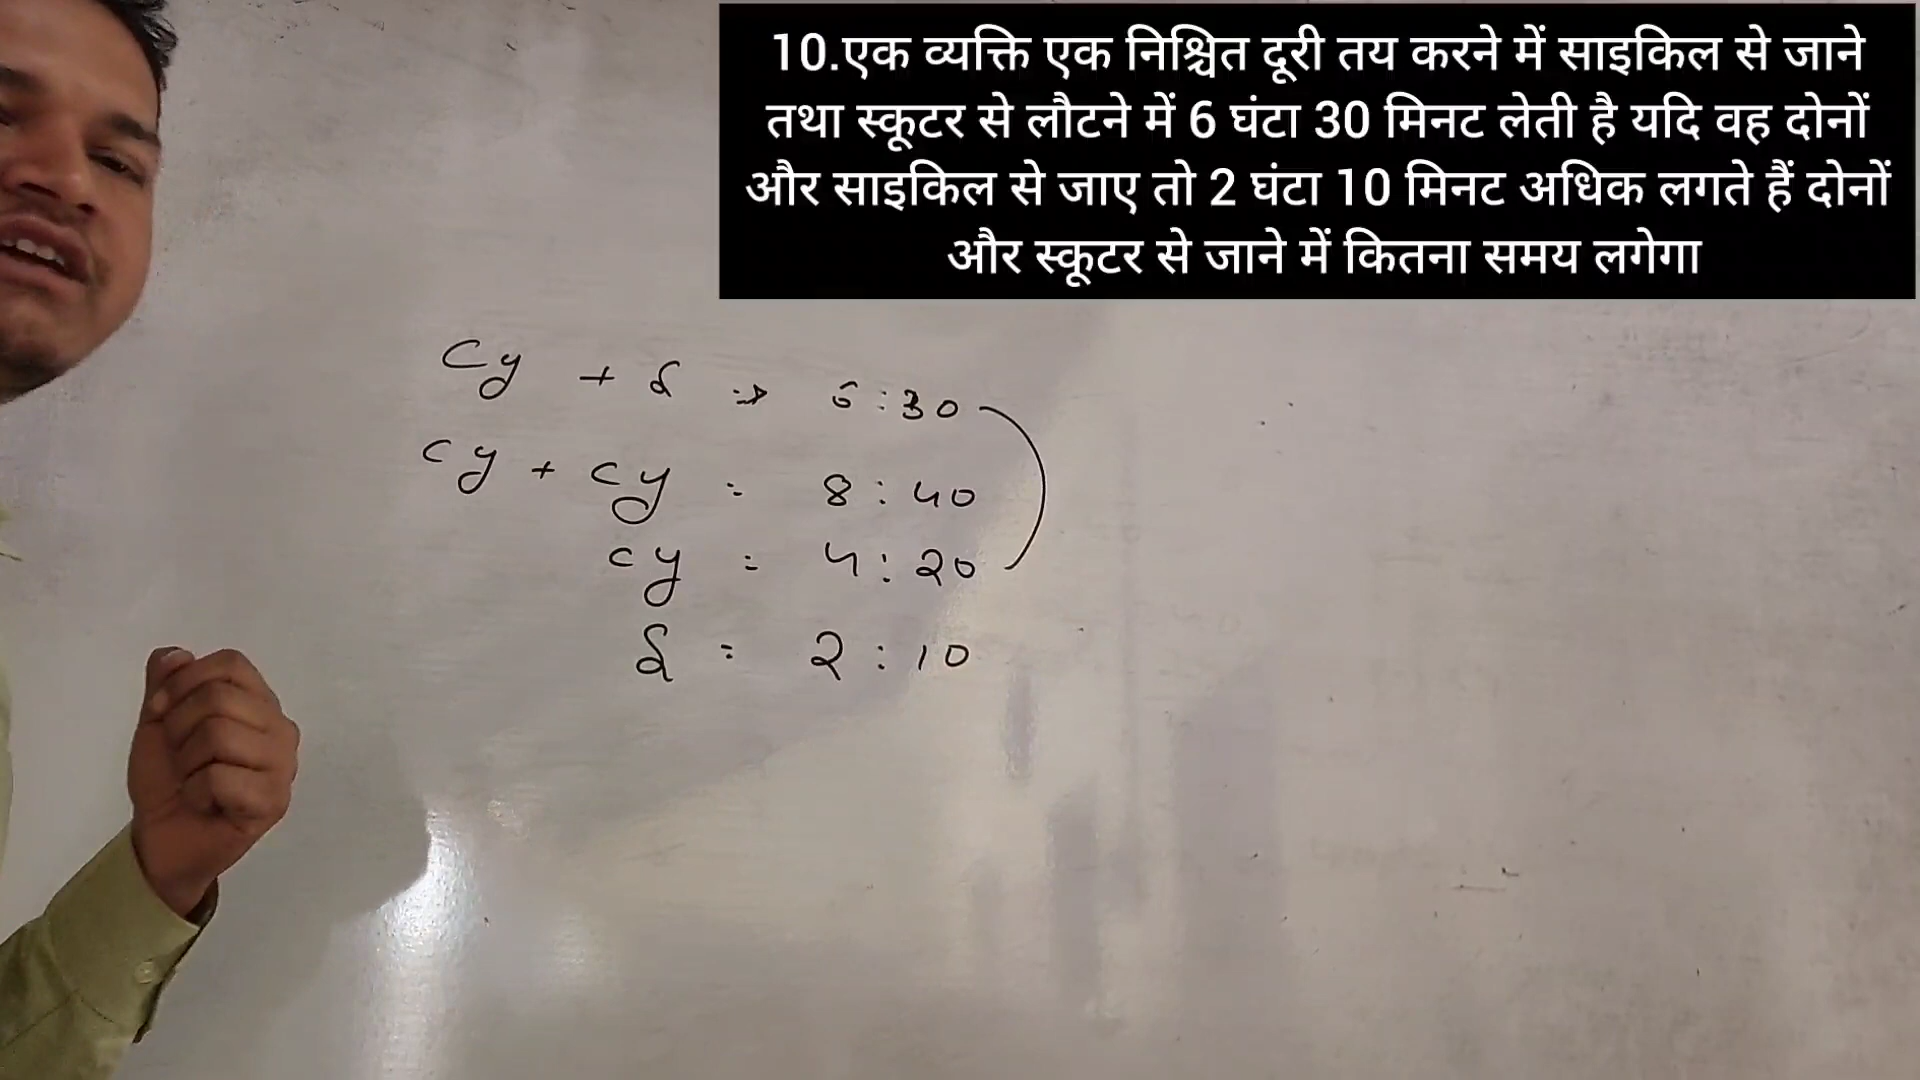 10.एक व्यक्ति एक निश्चित दूरी तय करने में साइकिल से जाने
तथा स्कूटर से लौटने में 6 घंटा 30 मिनट लेती है यदि वह दोनों
और साइकिल से जाए तो 2 घंटा 10 मिनट अधिक लगते हैं दोनों
और स्कूटर से जाने में कितना समय लगेगा
Cy + S => 6:30
Cy + Cy = 8:40
Cy = 4:20
S = 2:10